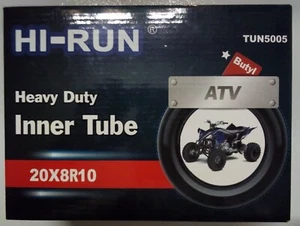 HI-RUN®
TUN5005
Butyl
Heavy Duty
Inner Tube
ATV
20X8R10